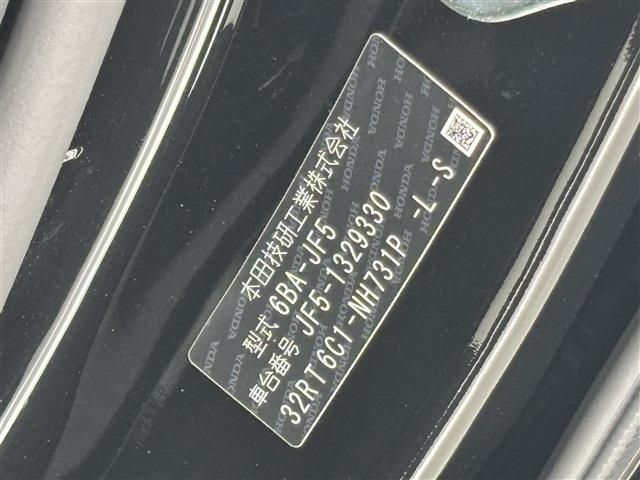 本田技研工業株式会社
型式 6BA-JF5
車台番号 JF5-1329330
32RT6C1-NH731P -L-S